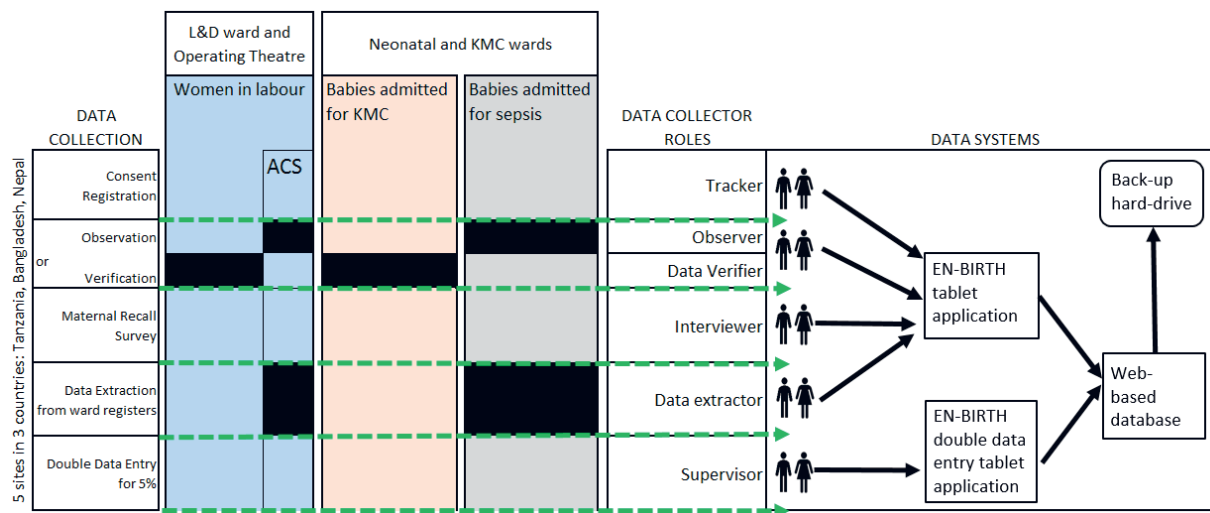 L&D ward and
Operating Theatre
Neonatal and KMC wards
Women in labour
Babies admitted
for KMC
Babies admitted
for sepsis
DATA
COLLECTION
DATA COLLECTOR
ROLES
DATA SYSTEMS
5 sites in 3 countries: Tanzania, Bangladesh, Nepal
ACS
Consent
Registration
Tracker
Back-up
hard-drive
Observation
or
Verification
Observer
Data Verifier
EN-BIRTH
tablet
application
Maternal Recall
Survey
Interviewer
Data Extraction
from ward registers
Data extractor
Web-
based
database
Double Data Entry
for 5%
Supervisor
EN-BIRTH
double data
entry tablet
application